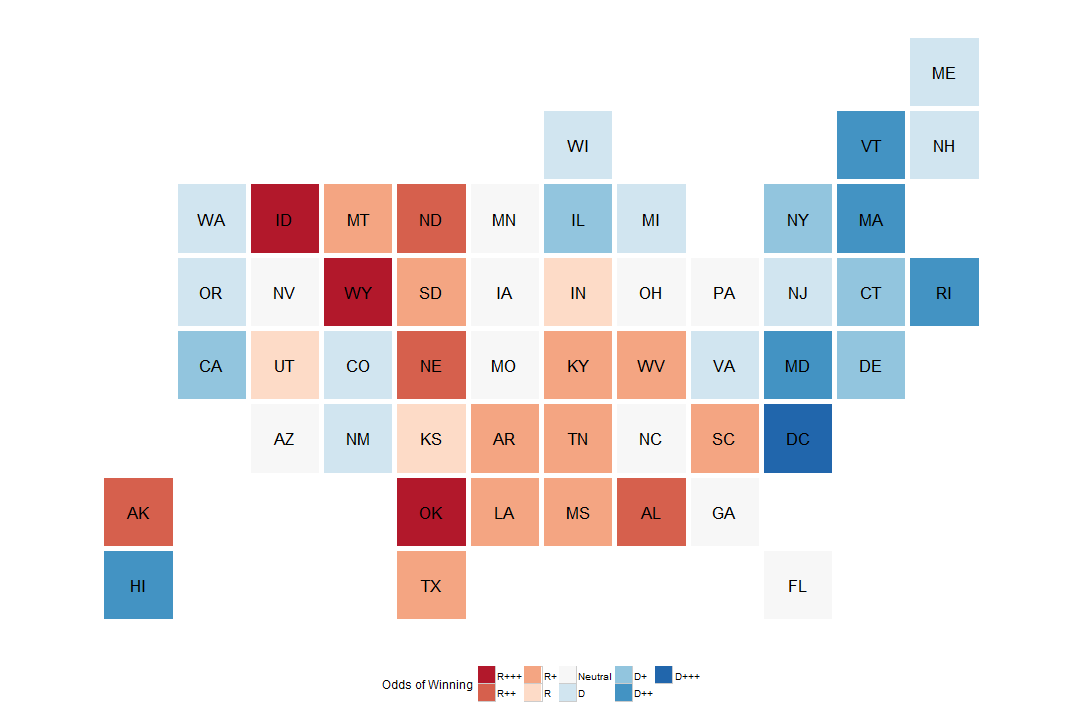 ME
WI VT NH
WA ID MT ND MN IL MI NY MA
OR NV WY SD IA IN OH PA NJ CT RI
CA UT CO NE MO KY WV VA MD DE
AZ NM KS AR TN NC SC DC
AK OK LA MS AL GA
HI TX FL
Odds of Winning R+++ R+ Neutral D+ D+++
R++ R D D++